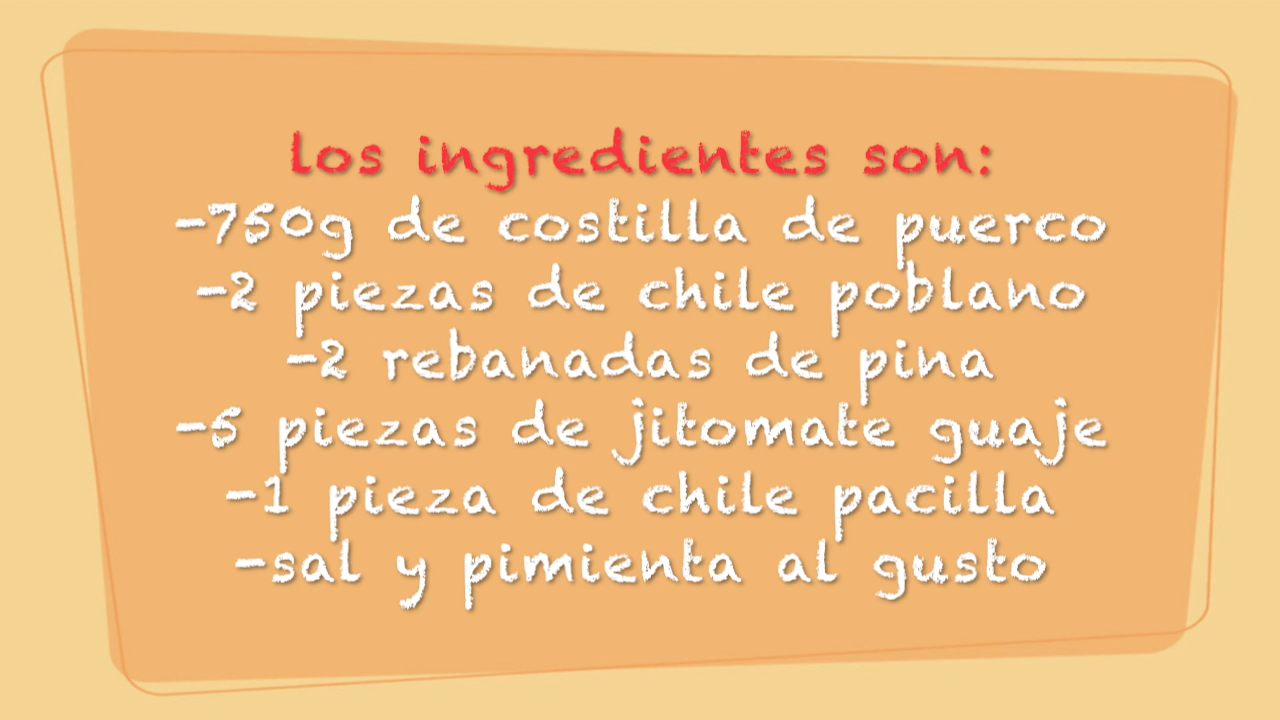 los ingredientes son:
-750g de costilla de puerco
-2 piezas de chile poblano
-2 rebanadas de pina
-5 piezas de jitomate guaje
-1 pieza de chile pacilla
-sal y pimienta al gusto